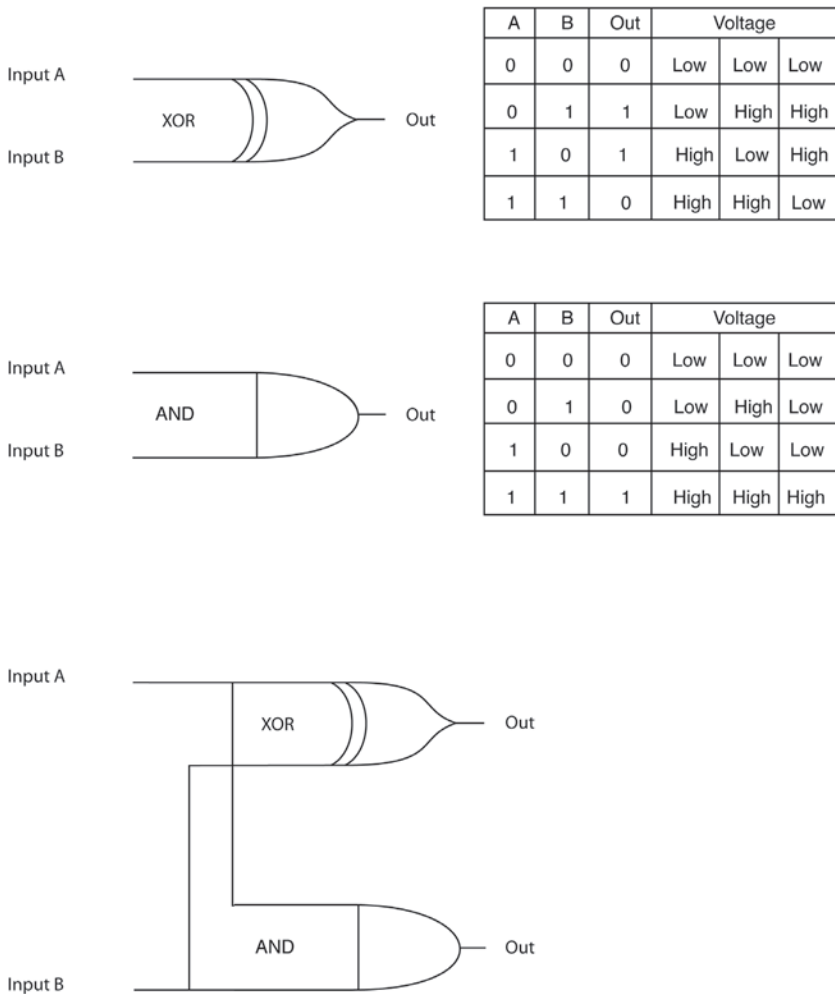 A B Out Voltage
Input A
0 0 0 Low Low Low
0 1 1 Low High High
XOR Out
1 0 1 High Low High
Input B
1 1 0 High High Low
A B Out Voltage
Input A
0 0 0 Low Low Low
0 1 0 Low High Low
AND Out
1 0 0 High Low Low
Input B
1 1 1 High High High
Input A
XOR Out
AND Out
Input B